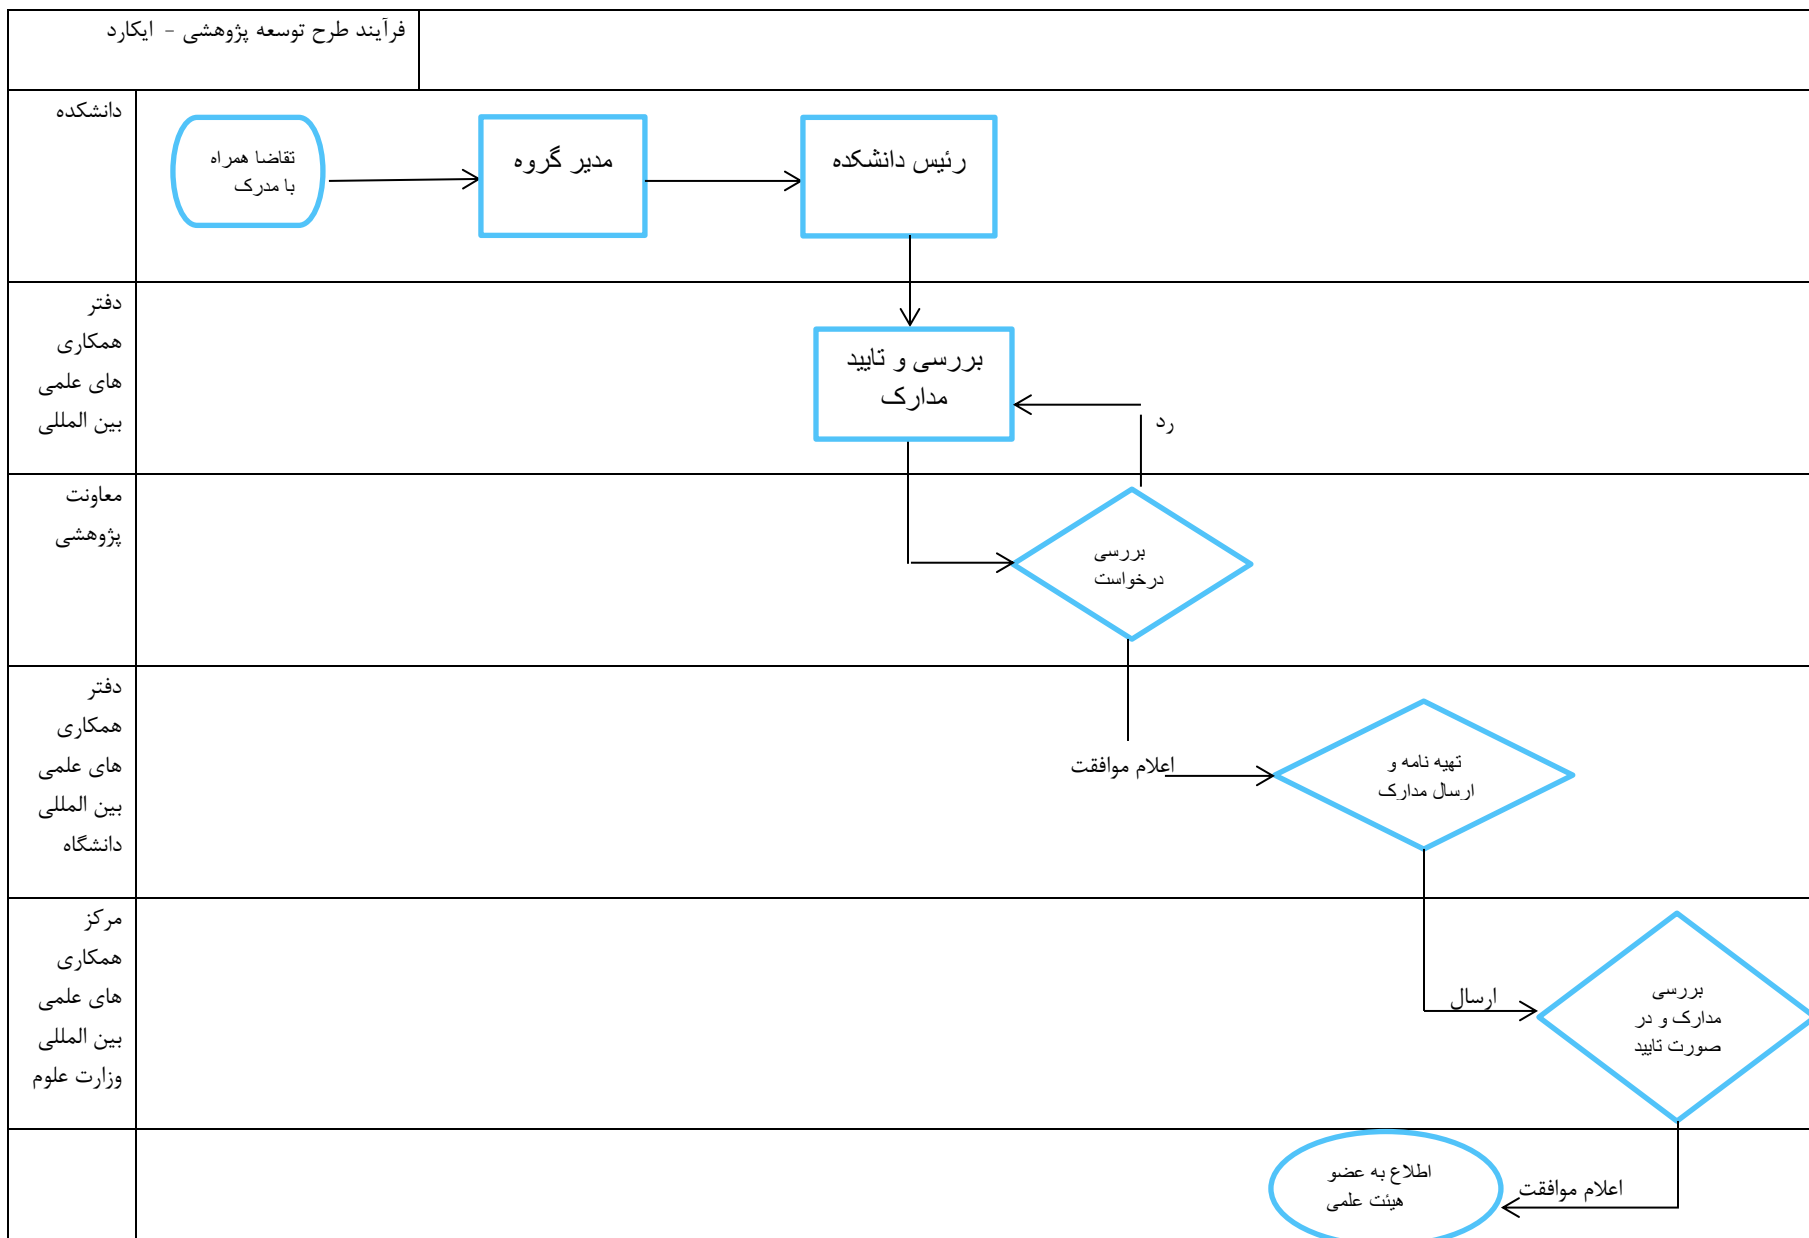 فرآیند طرح توسعه پژوهشی - ایکارد
دانشکده
تقاضا همراه
با مدرک
مدیر گروه
رئیس دانشکده
دفتر
همکاری
های علمی
بین المللی
بررسی و تایید
مدارک
رد
معاونت
پژوهشی
بررسی
درخواست
دفتر
همکاری
های علمی
بین المللی
دانشگاه
اعلام موافقت
تهیه نامه و
ارسال مدارک
مرکز
همکاری
های علمی
بین المللی
وزارت علوم
ارسال
بررسی
مدارک و در
صورت تایید
اعلام موافقت
اطلاع به عضو
هیئت علمی